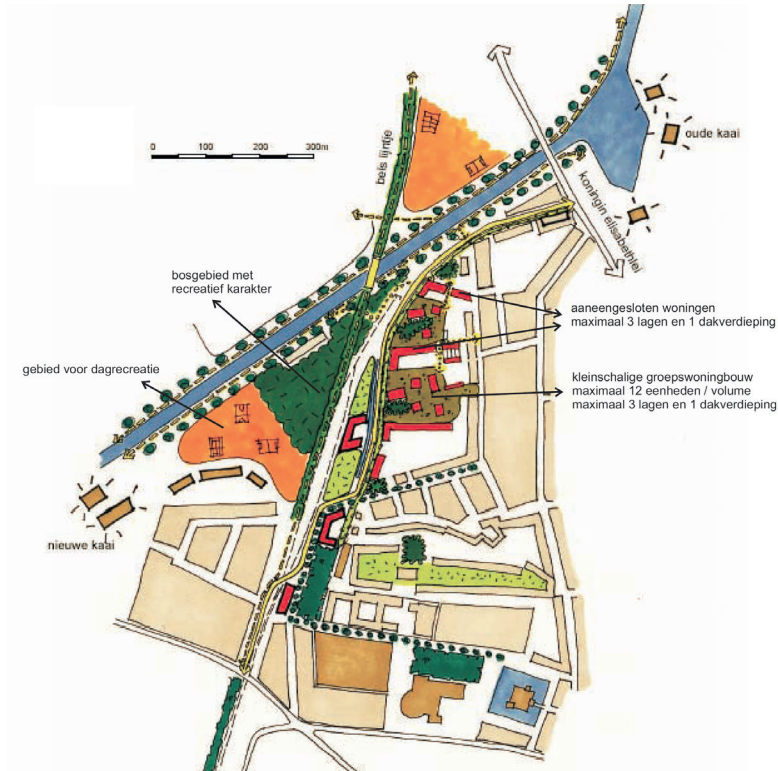 oude kaai
bels lijntje
0 100 200 300m
koningin elisabethlei
bosgebied met
recreatief karakter
aaneengesloten woningen
maximaal 3 lagen en 1 dakverdieping
gebied voor dagrecreatie
kleinschalige groepswoningbouw
maximaal 12 eenheden / volume
maximaal 3 lagen en 1 dakverdieping
nieuwe kaai